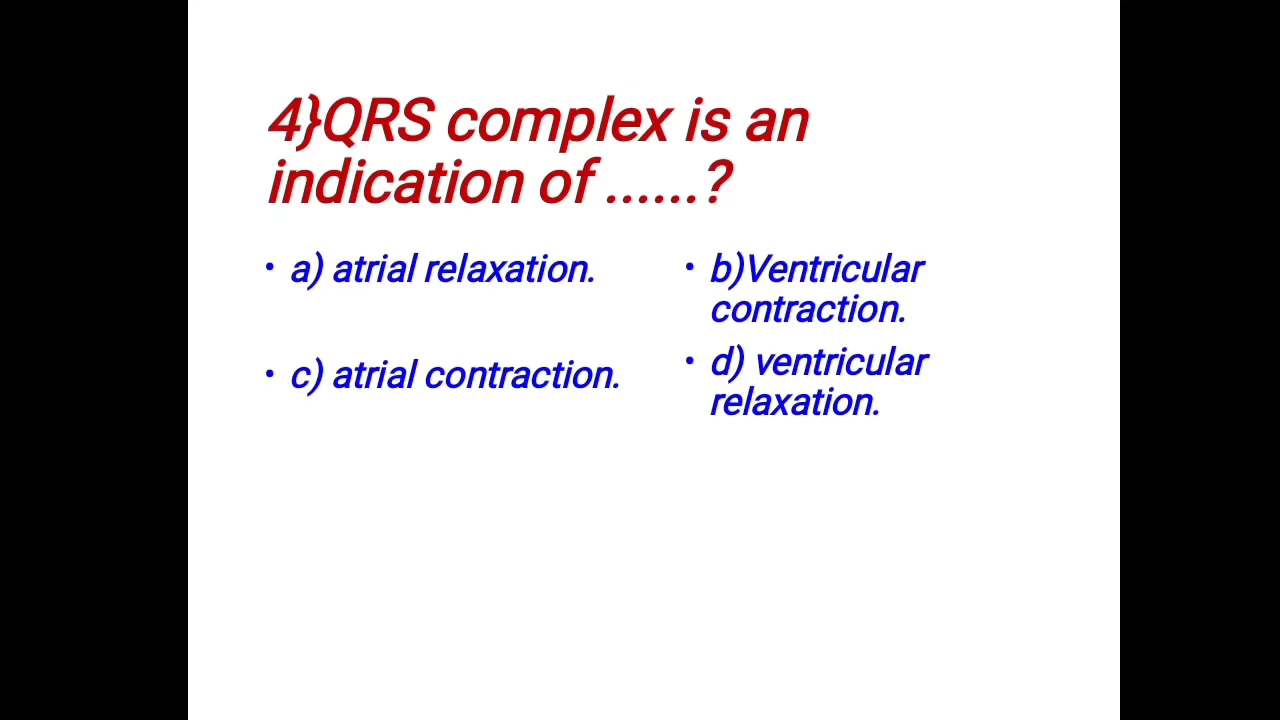 4}QRS complex is an
indication of ......?
• a) atrial relaxation.
• b)Ventricular
contraction.
• c) atrial contraction.
• d) ventricular
relaxation.